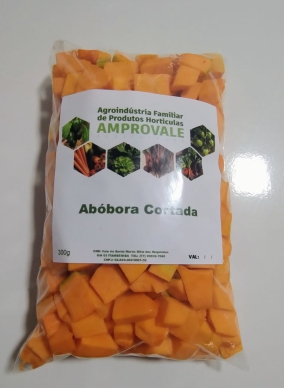 Agroindústria Familiar
de Produtos Hortículas
AMPROVALE
Abóbora Cortada
300g
VAL: / /